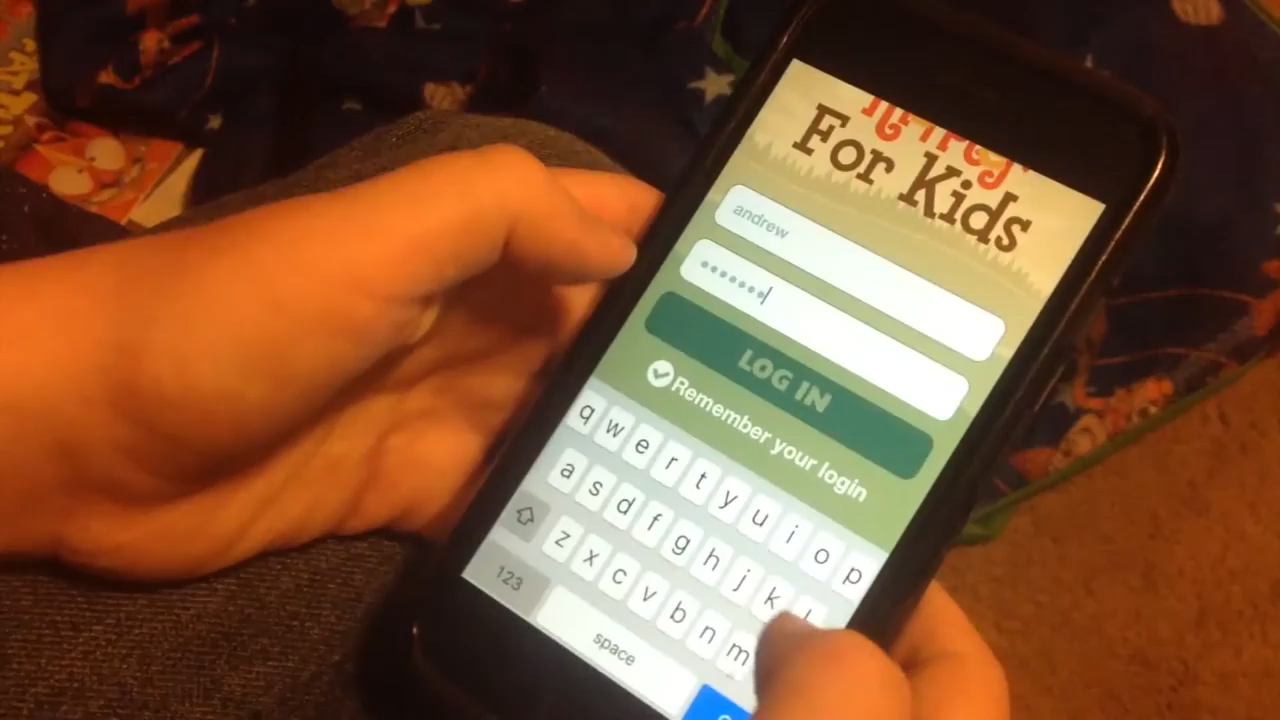 For Kids
andrew
•••••••
LOG IN
Remember your login
q w e r t y u i o p
a s d f g h j k l
z x c v b n m
123 space